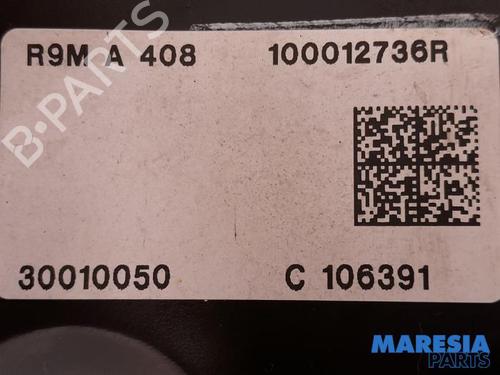 R9M A 408 100012736R
B-PARTS
30010050 C 106391
MARESIA
PARTS